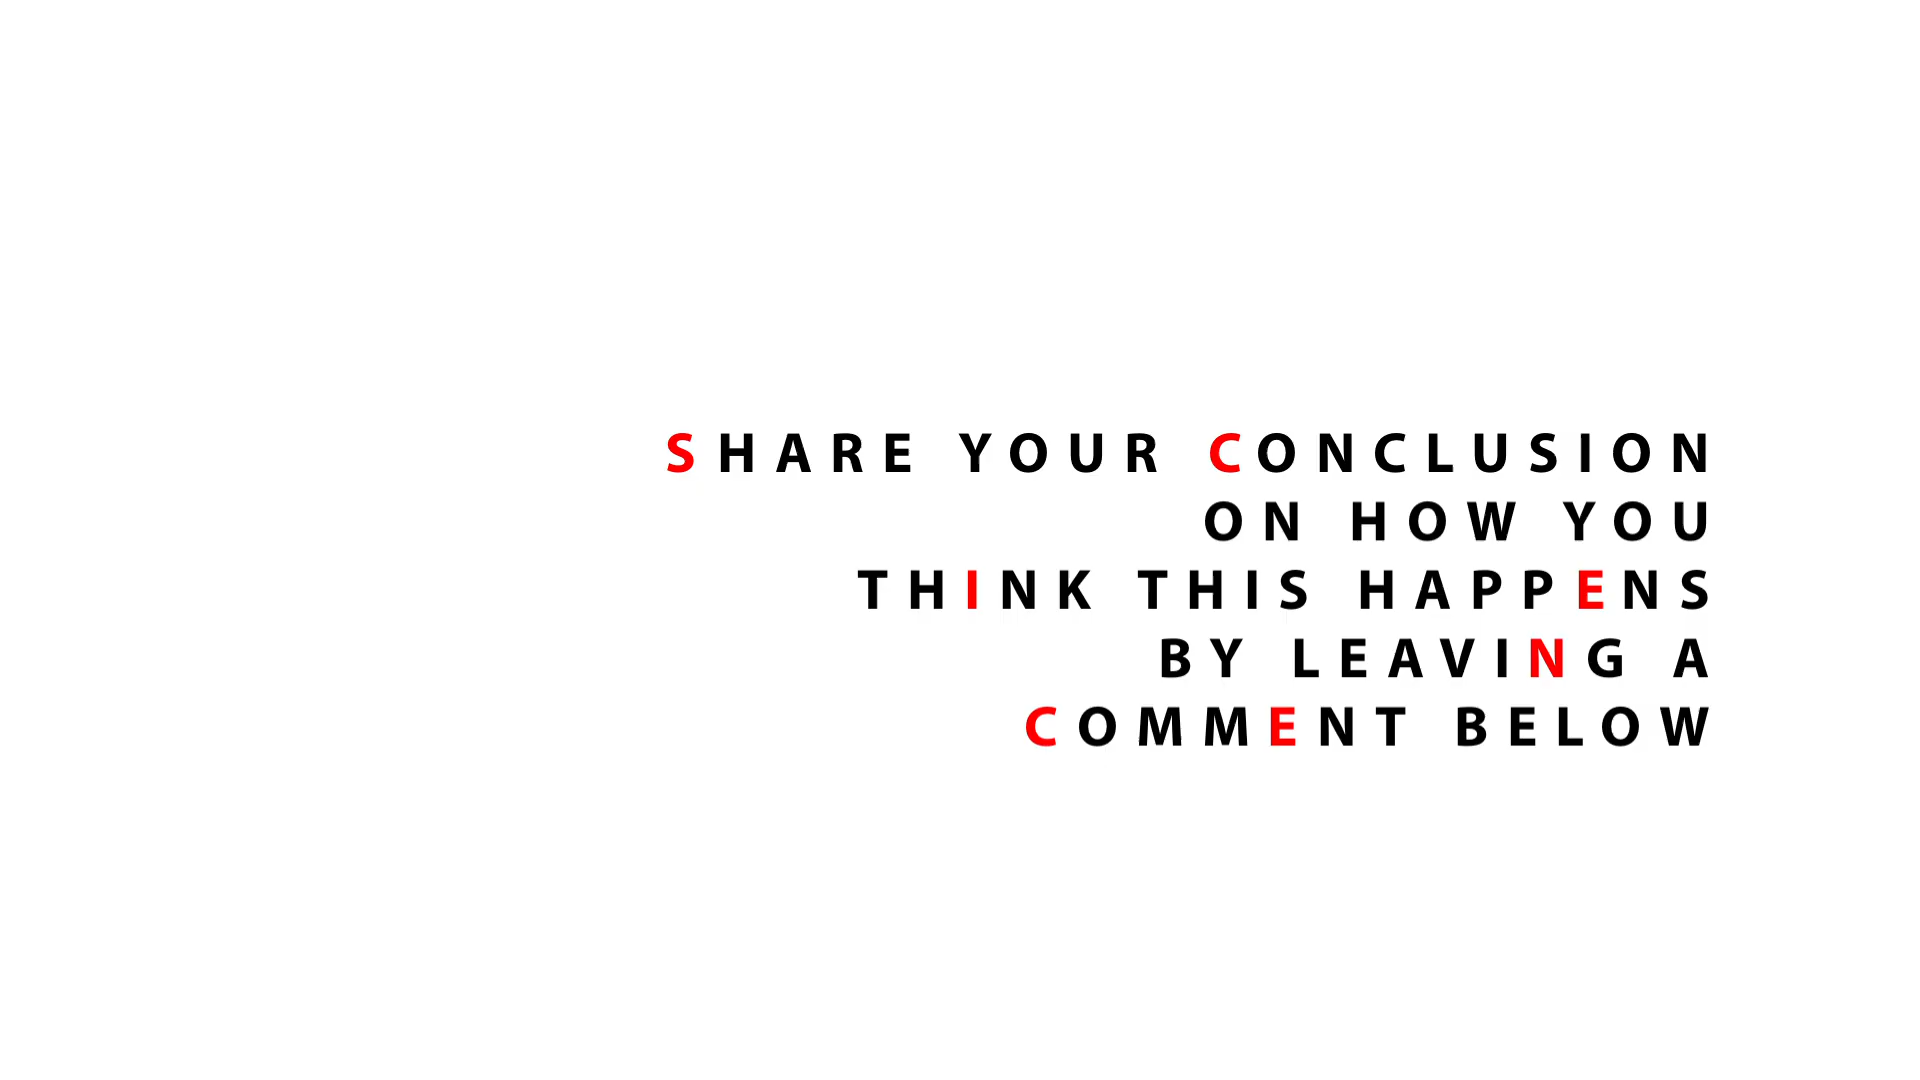 SHARE YOUR CONCLUSION
ON HOW YOU
THINK THIS HAPPENS
BY LEAVING A
COMMENT BELOW